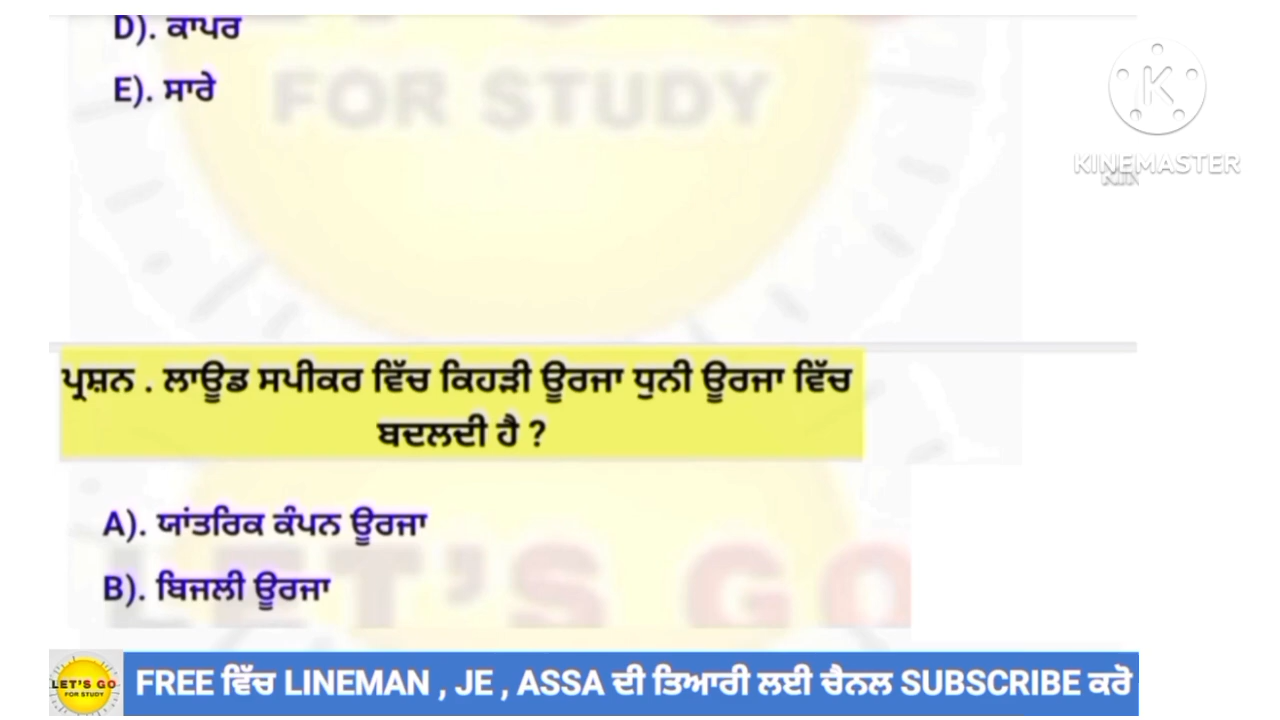 D). ਕਾਪਰ
E). ਸਾਰੇ
FOR STUDY
KINEMASTER
ਪ੍ਰਸ਼ਨ . ਲਾਊਡ ਸਪੀਕਰ ਵਿੱਚ ਕਿਹੜੀ ਊਰਜਾ ਧੁਨੀ ਊਰਜਾ ਵਿੱਚ
ਬਦਲਦੀ ਹੈ ?
A). ਯਾਂਤਰਿਕ ਕੰਪਨ ਊਰਜਾ
B). ਬਿਜਲੀ ਊਰਜਾ
LET'S GO
LET'S GO
FOR STUDY
FREE ਵਿੱਚ LINEMAN , JE , ASSA ਦੀ ਤਿਆਰੀ ਲਈ ਚੈਨਲ SUBSCRIBE ਕਰੋ